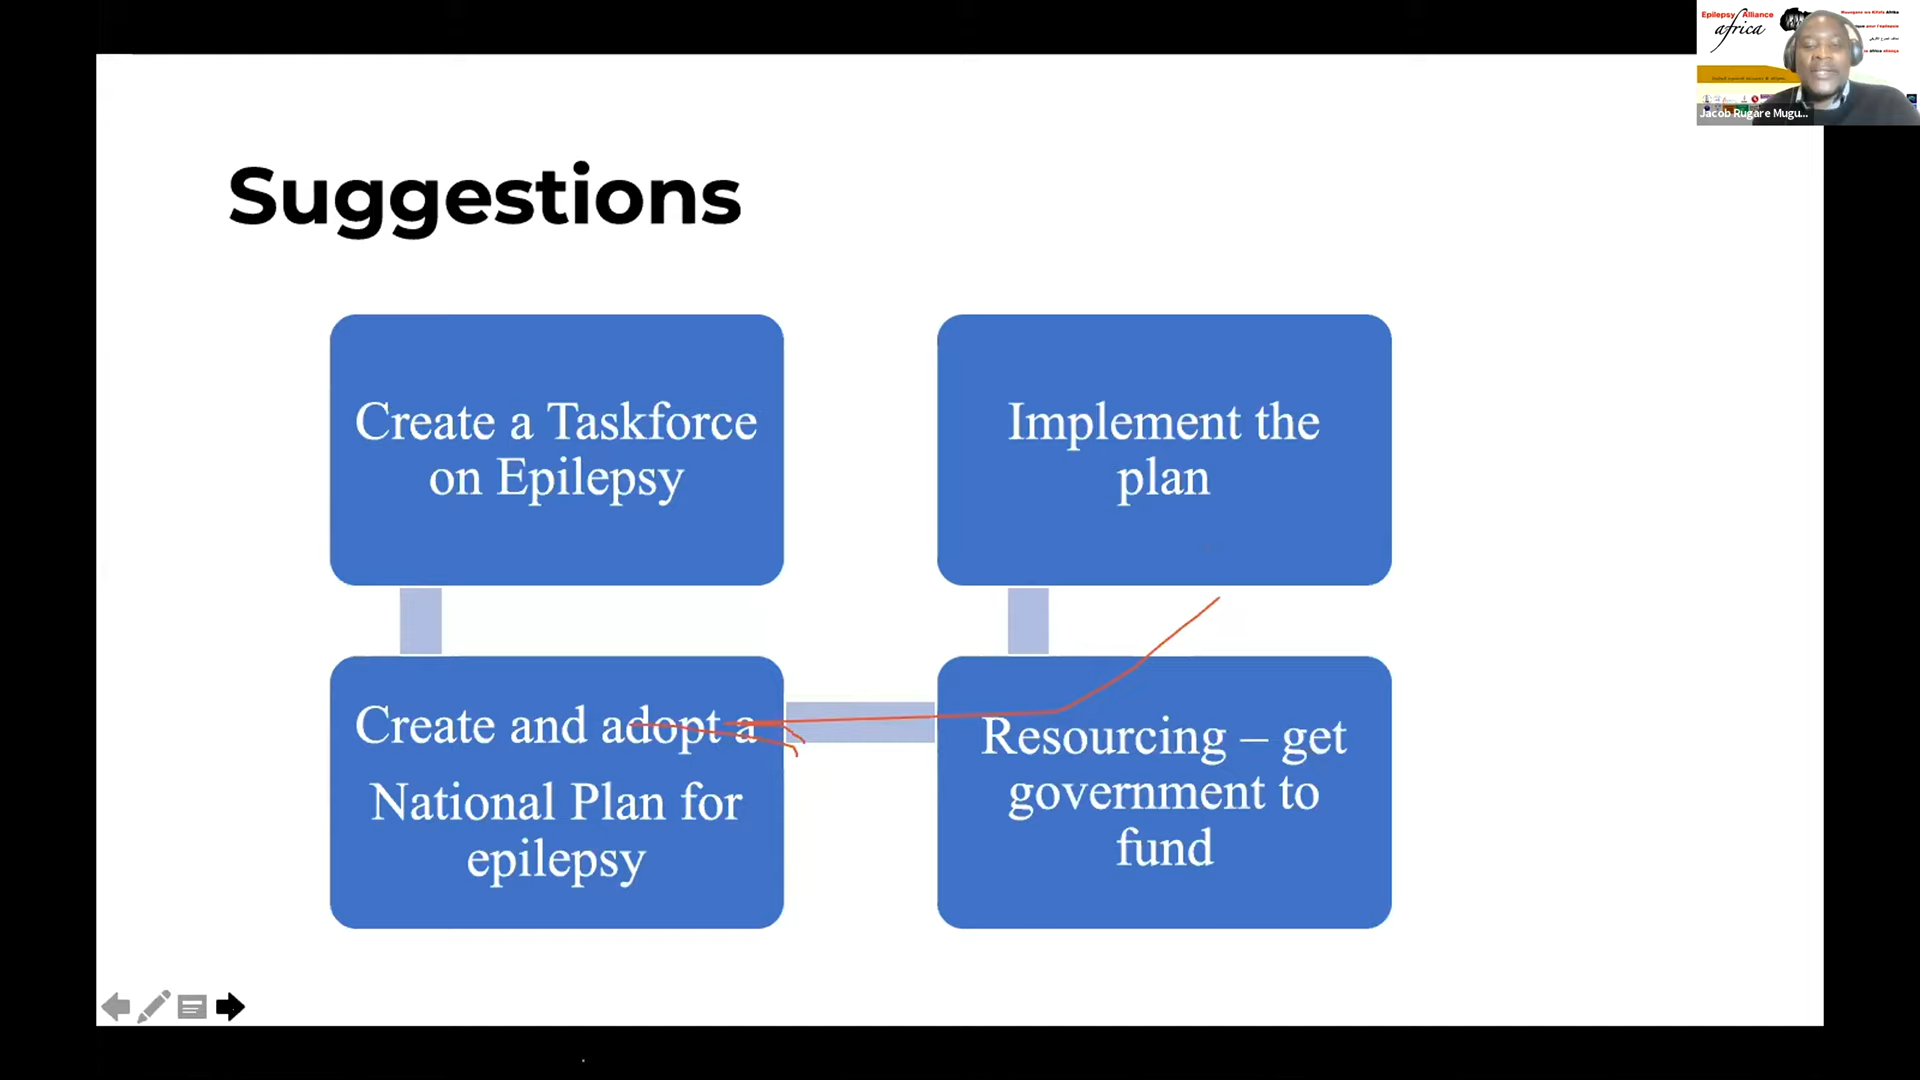 Suggestions
Create a Taskforce
on Epilepsy
Create and adopt a
National Plan for
epilepsy
Resourcing – get
government to
fund
Implement the
plan
Epilepsy Alliance
africa
Jacob Rugare Mugu...